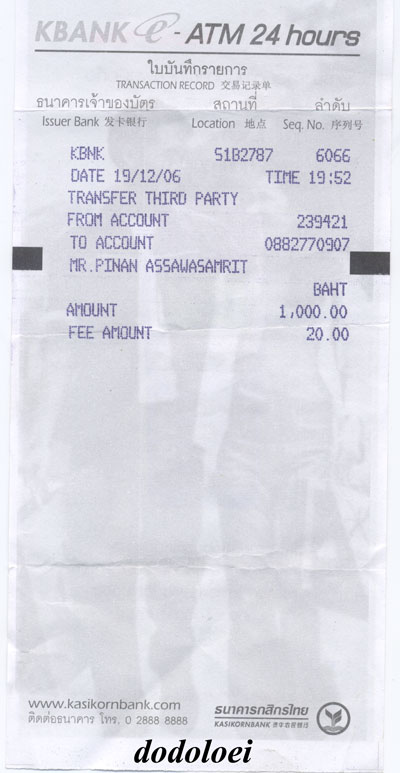 KBANK e-ATM 24 hours
ใบบันทึกรายการ
TRANSACTION RECORD 交易记录单
ธนาคารเจ้าของบัตร สถานที่ ลำดับ
Issuer Bank 发卡银行 Location 地点 Seq. No. 序列号
KBNK S1B2787 6066
DATE 19/12/06 TIME 19:52
TRANSFER THIRD PARTY
FROM ACCOUNT 239421
TO ACCOUNT 0882770907
MR.PINAN ASSAWASAMRIT
BAHT
AMOUNT 1,000.00
FEE AMOUNT 20.00
www.kasikornbank.com ธนาคารกสิกรไทย
ติดต่อธนาคาร โทร. 0 2888 8888 KASIKORNBANK
dodoloei